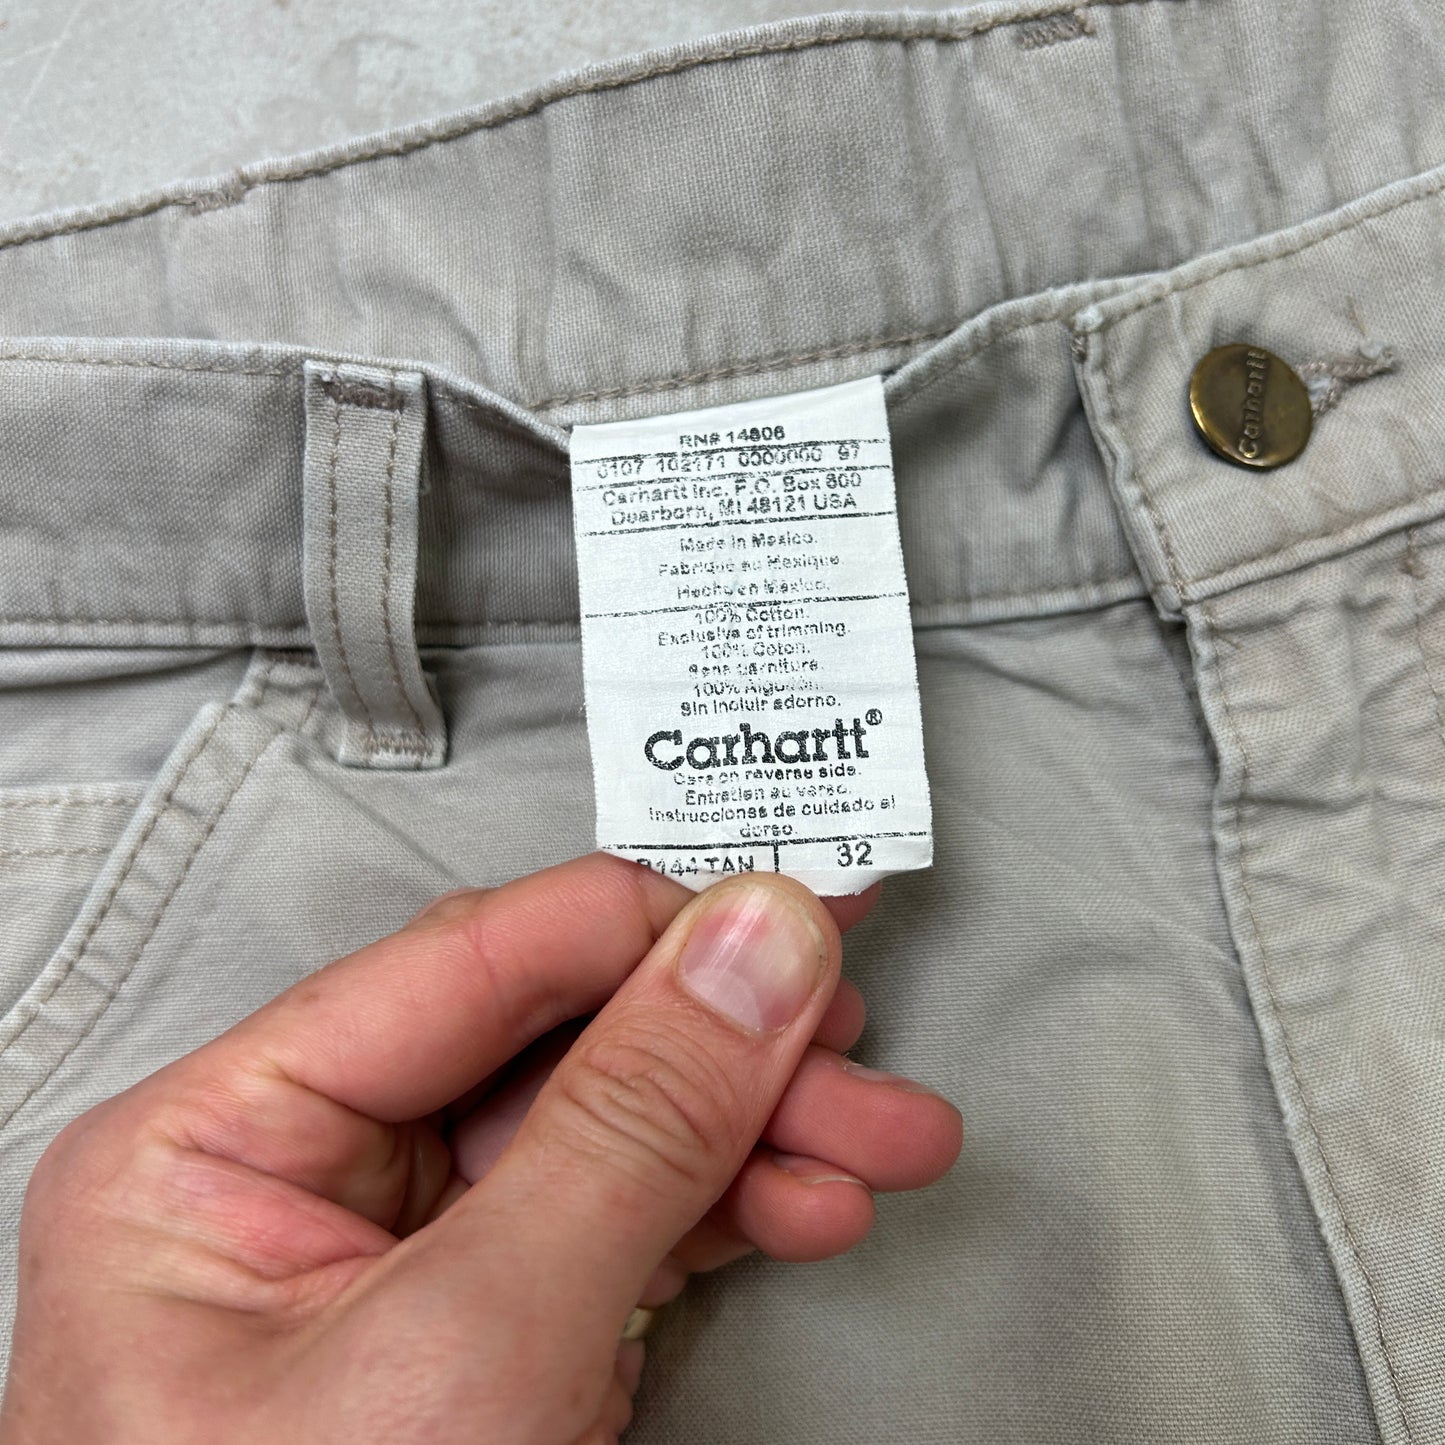 RN# 14806
0107 102171 0000000 97
Carhartt Inc. P.O. Box 600
Dearborn, MI 48121 USA
Made in Mexico.
Fabriqué au Mexique.
Hecho en México.
100% Cotton.
Exclusive of trimming.
100% Coton.
Sans garniture.
100% Algodón.
Sin incluir adorno.
Carhartt®
Care on reverse side.
Entretien au verso.
Instrucciones de cuidado al
dorso.
B144 TAN 32
carhartt